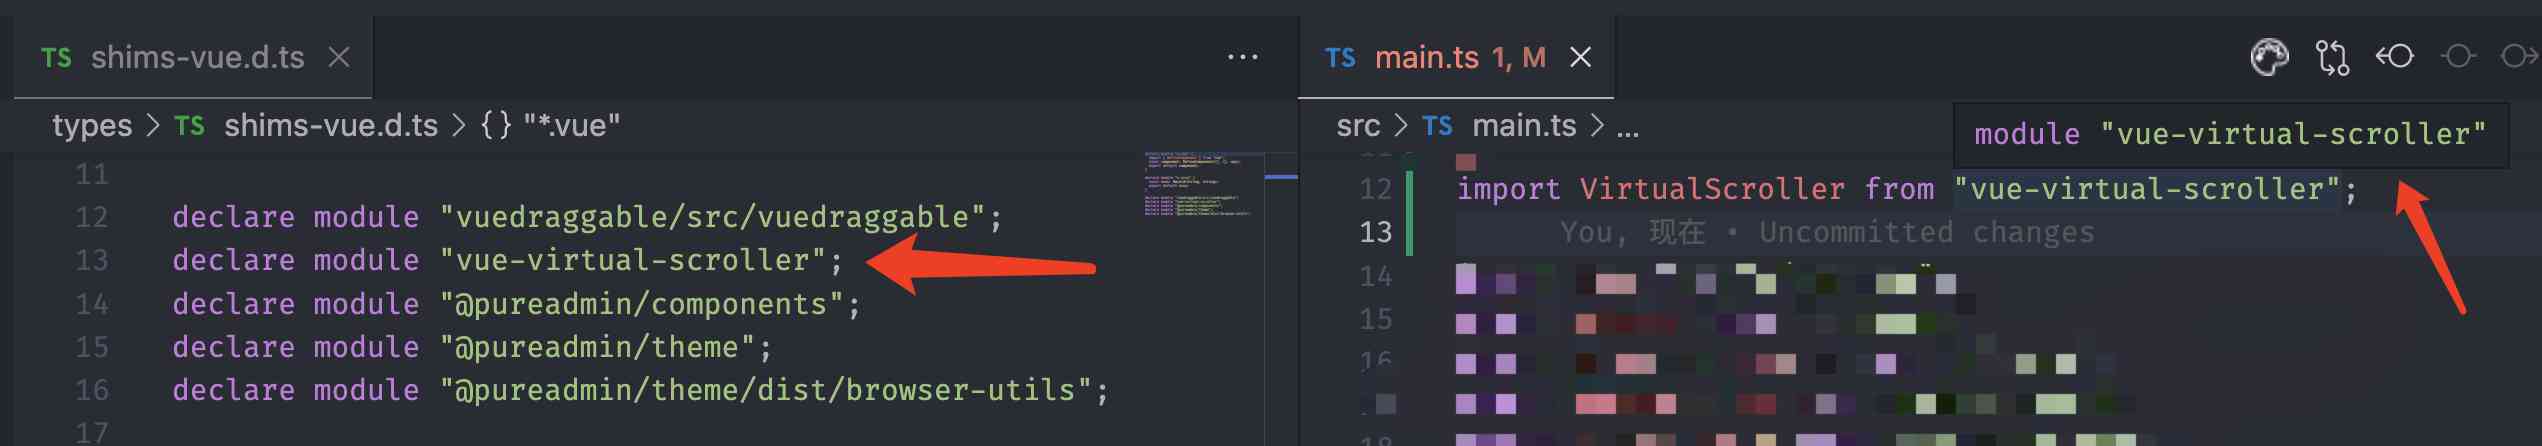 TS shims-vue.d.ts
types > TS shims-vue.d.ts > {} "*.vue"
11
12 declare module "vuedraggable/src/vuedraggable";
13 declare module "vue-virtual-scroller";
14 declare module "@pureadmin/components";
15 declare module "@pureadmin/theme";
16 declare module "@pureadmin/theme/dist/browser-utils";
17
TS main.ts 1, M
src > TS main.ts > ...
module "vue-virtual-scroller"
12 import VirtualScroller from "vue-virtual-scroller";
13 You, 现在 • Uncommitted changes
14
15
16
18